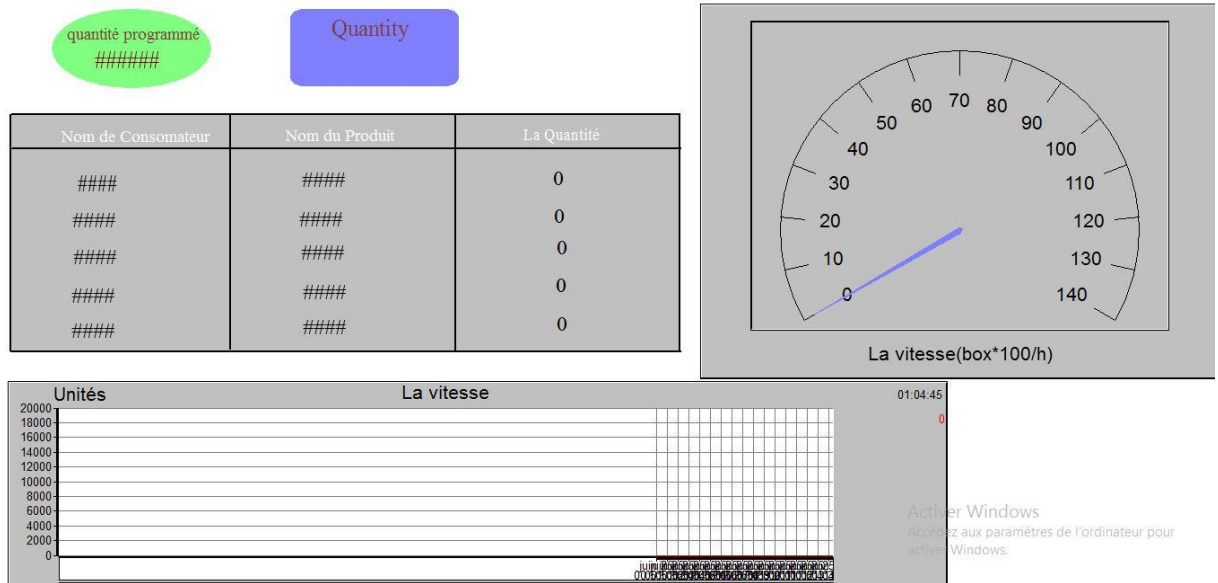 quantité programmé
######
Quantity
Nom de Consomateur Nom du Produit La Quantité
#### #### 0
#### #### 0
#### #### 0
#### #### 0
#### #### 0
0 10 20 30 40 50 60 70 80 90 100 110 120 130 140
La vitesse(box*100/h)
Unités La vitesse 01:04:45
0
20000
18000
16000
14000
12000
10000
8000
6000
4000
2000
0
Activer Windows
Accédez aux paramètres de l'ordinateur pour
activer Windows.